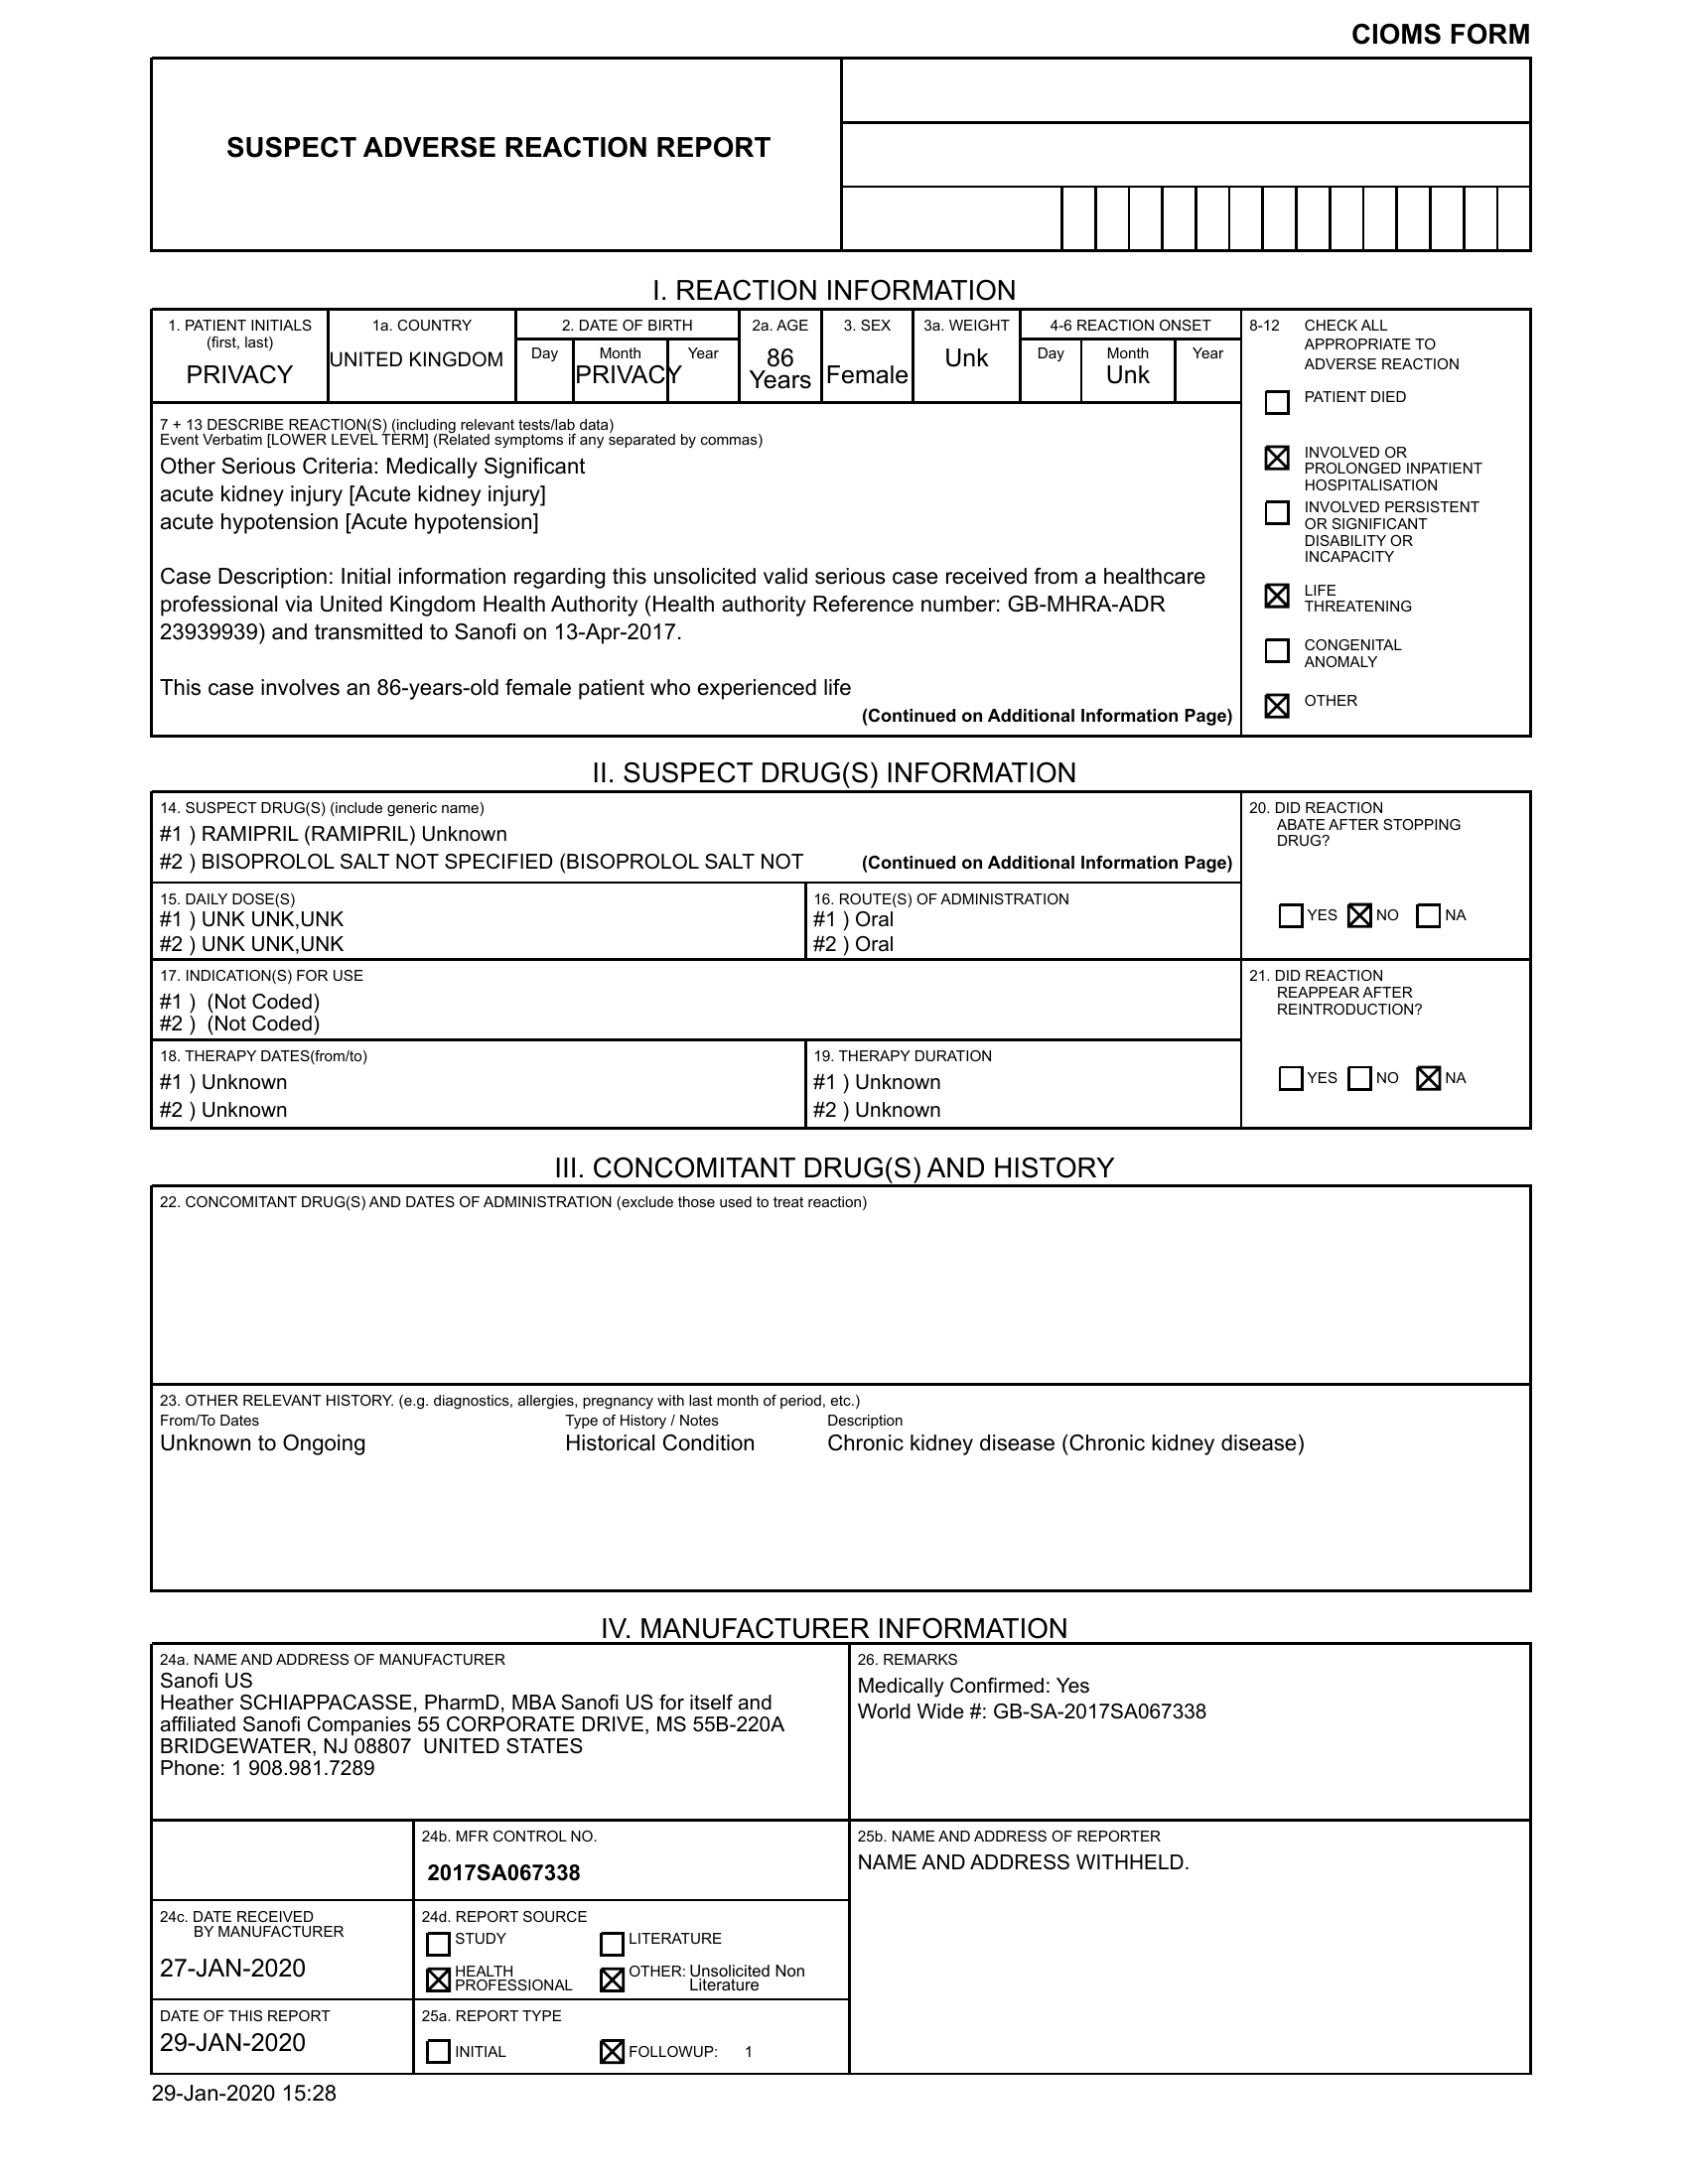 CIOMS FORM
SUSPECT ADVERSE REACTION REPORT
I. REACTION INFORMATION
1. PATIENT INITIALS
(first, last)
PRIVACY
1a. COUNTRY
UNITED KINGDOM
2. DATE OF BIRTH
Day Month Year
PRIVACY
2a. AGE
86
Years
3. SEX
Female
3a. WEIGHT
Unk
4-6 REACTION ONSET
Day Month Year
Unk
8-12 CHECK ALL
APPROPRIATE TO
ADVERSE REACTION
PATIENT DIED
INVOLVED OR
PROLONGED INPATIENT
HOSPITALISATION
INVOLVED PERSISTENT
OR SIGNIFICANT
DISABILITY OR
INCAPACITY
LIFE
THREATENING
CONGENITAL
ANOMALY
OTHER
7 + 13 DESCRIBE REACTION(S) (including relevant tests/lab data)
Event Verbatim [LOWER LEVEL TERM] (Related symptoms if any separated by commas)
Other Serious Criteria: Medically Significant
acute kidney injury [Acute kidney injury]
acute hypotension [Acute hypotension]
Case Description: Initial information regarding this unsolicited valid serious case received from a healthcare
professional via United Kingdom Health Authority (Health authority Reference number: GB-MHRA-ADR
23939939) and transmitted to Sanofi on 13-Apr-2017.
This case involves an 86-years-old female patient who experienced life
(Continued on Additional Information Page)
II. SUSPECT DRUG(S) INFORMATION
14. SUSPECT DRUG(S) (include generic name)
#1 ) RAMIPRIL (RAMIPRIL) Unknown
#2 ) BISOPROLOL SALT NOT SPECIFIED (BISOPROLOL SALT NOT (Continued on Additional Information Page)
20. DID REACTION
ABATE AFTER STOPPING
DRUG?
YES NO NA
15. DAILY DOSE(S)
#1 ) UNK UNK,UNK
#2 ) UNK UNK,UNK
16. ROUTE(S) OF ADMINISTRATION
#1 ) Oral
#2 ) Oral
17. INDICATION(S) FOR USE
#1 ) (Not Coded)
#2 ) (Not Coded)
21. DID REACTION
REAPPEAR AFTER
REINTRODUCTION?
YES NO NA
18. THERAPY DATES(from/to)
#1 ) Unknown
#2 ) Unknown
19. THERAPY DURATION
#1 ) Unknown
#2 ) Unknown
III. CONCOMITANT DRUG(S) AND HISTORY
22. CONCOMITANT DRUG(S) AND DATES OF ADMINISTRATION (exclude those used to treat reaction)
23. OTHER RELEVANT HISTORY. (e.g. diagnostics, allergies, pregnancy with last month of period, etc.)
From/To Dates Type of History / Notes Description
Unknown to Ongoing Historical Condition Chronic kidney disease (Chronic kidney disease)
IV. MANUFACTURER INFORMATION
24a. NAME AND ADDRESS OF MANUFACTURER
Sanofi US
Heather SCHIAPPACASSE, PharmD, MBA Sanofi US for itself and
affiliated Sanofi Companies 55 CORPORATE DRIVE, MS 55B-220A
BRIDGEWATER, NJ 08807 UNITED STATES
Phone: 1 908.981.7289
26. REMARKS
Medically Confirmed: Yes
World Wide #: GB-SA-2017SA067338
24b. MFR CONTROL NO.
2017SA067338
25b. NAME AND ADDRESS OF REPORTER
NAME AND ADDRESS WITHHELD.
24c. DATE RECEIVED
BY MANUFACTURER
27-JAN-2020
24d. REPORT SOURCE
STUDY LITERATURE
HEALTH
PROFESSIONAL
OTHER: Unsolicited Non
Literature
DATE OF THIS REPORT
29-JAN-2020
25a. REPORT TYPE
INITIAL FOLLOWUP: 1
29-Jan-2020 15:28